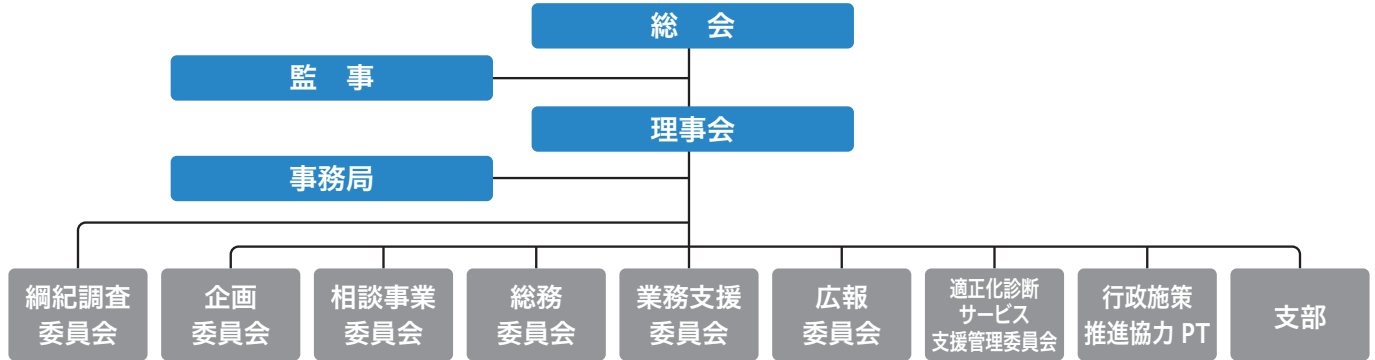 総　会
監　事
理事会
事務局
綱紀調査
委員会
企画
委員会
相談事業
委員会
総務
委員会
業務支援
委員会
広報
委員会
適正化診断
サービス
支援管理委員会
行政施策
推進協力 PT
支部